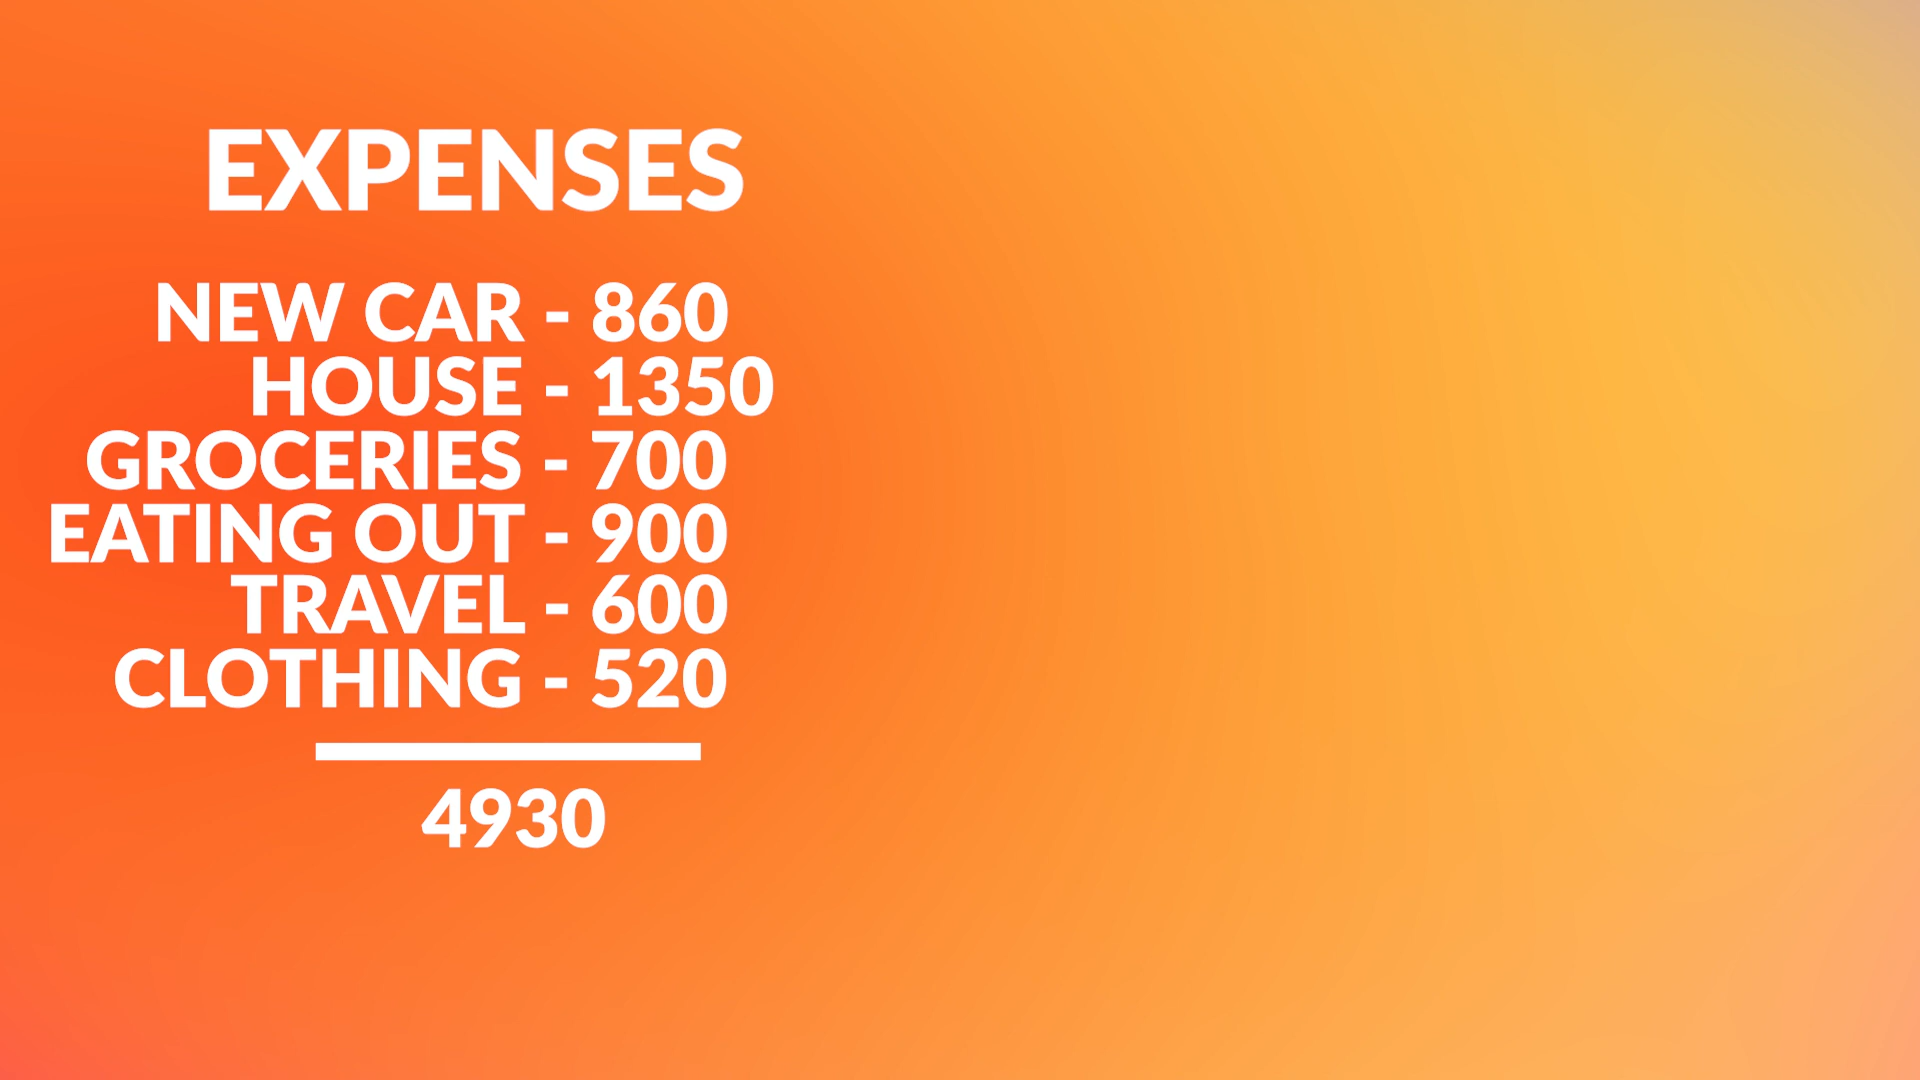 EXPENSES
NEW CAR - 860
HOUSE - 1350
GROCERIES - 700
EATING OUT - 900
TRAVEL - 600
CLOTHING - 520
4930